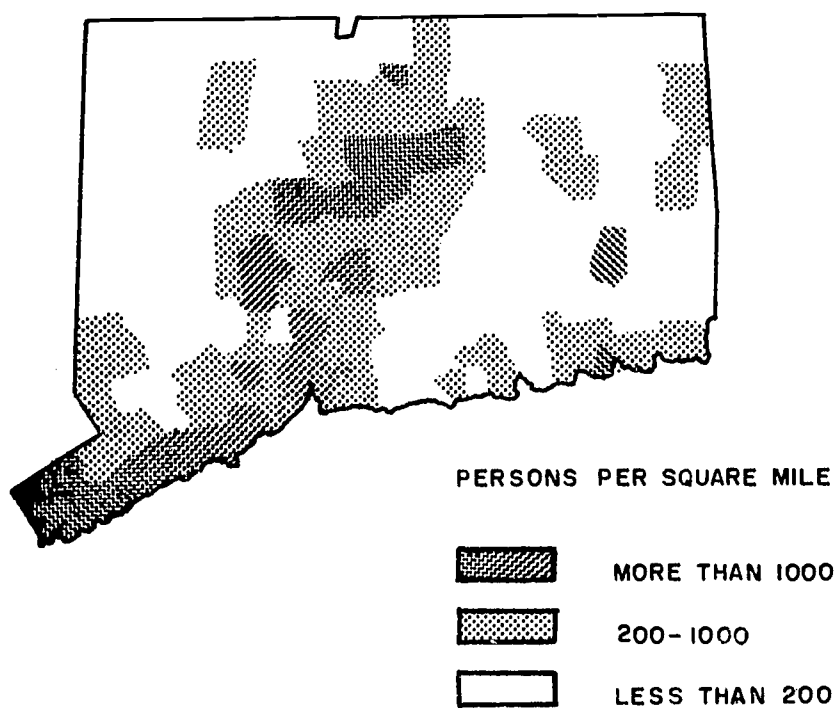 PERSONS PER SQUARE MILE
MORE THAN 1000
200-1000
LESS THAN 200